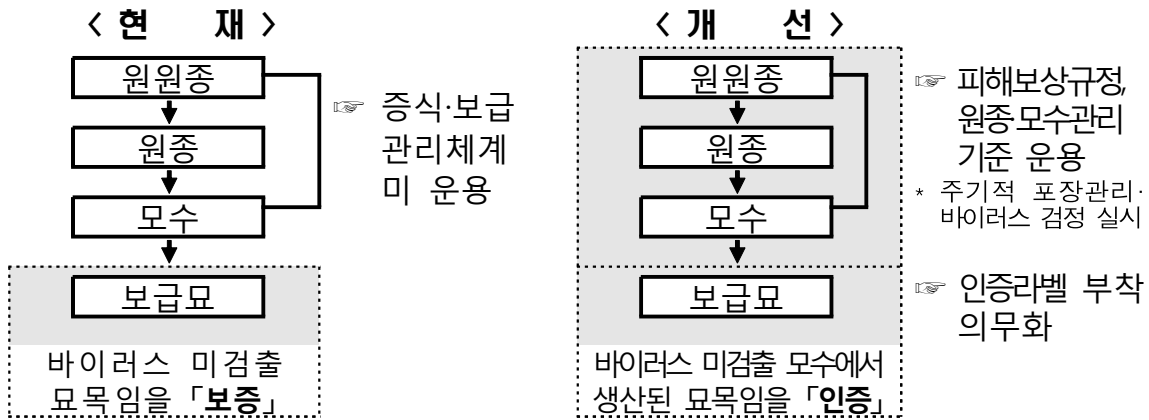 〈 현 재 〉
원원종
원종
모수
보급묘
☞ 증식·보급
관리체계
미 운용
바이러스 미검출
묘목임을 「보증」
〈 개 선 〉
원원종
원종
모수
보급묘
☞ 피해보상규정,
원종·모수관리
기준 운용
* 주기적 포장관리·
바이러스 검정 실시
☞ 인증라벨 부착
의무화
바이러스 미검출 모수에서
생산된 묘목임을 「인증」